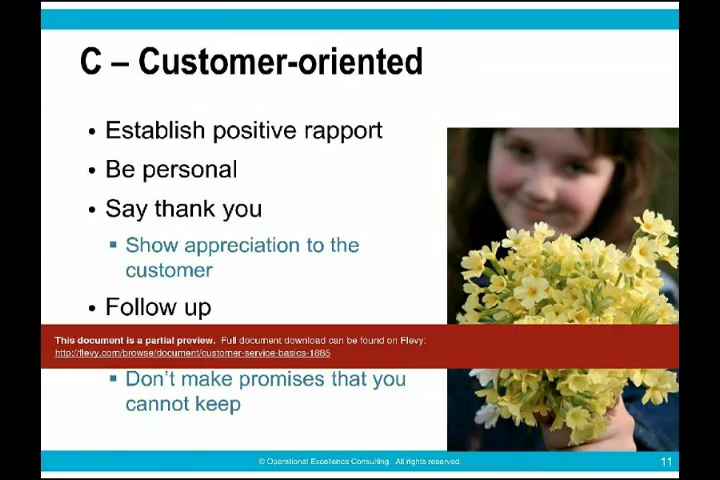 C – Customer-oriented
• Establish positive rapport
• Be personal
• Say thank you
▪ Show appreciation to the
customer
• Follow up
This document is a partial preview. Full document download can be found on Flevy:
http://flevy.com/browse/document/customer-service-basics-1885
▪ Don’t make promises that you
cannot keep
© Operational Excellence Consulting. All rights reserved.
11